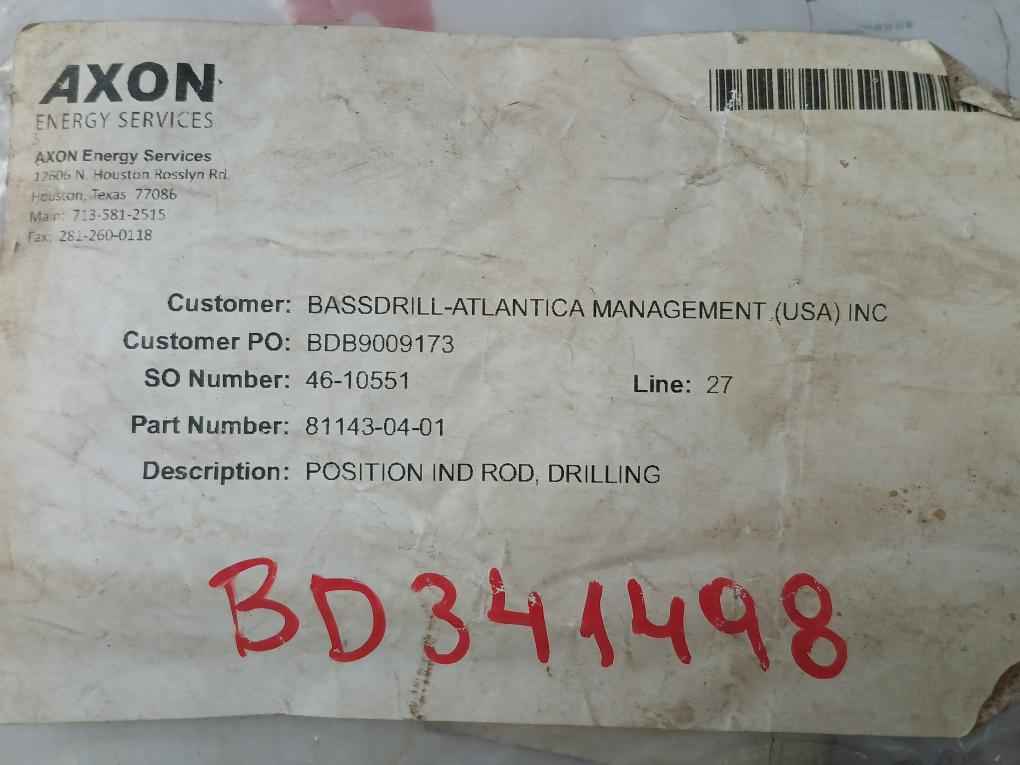 AXON
ENERGY SERVICES
AXON Energy Services
12606 N. Houston Rosslyn Rd.
Houston, Texas 77086
Main: 713-581-2515
Fax: 281-260-0118
Customer: BASSDRILL-ATLANTICA MANAGEMENT (USA) INC
Customer PO: BDB9009173
SO Number: 46-10551 Line: 27
Part Number: 81143-04-01
Description: POSITION IND ROD, DRILLING
BD341498